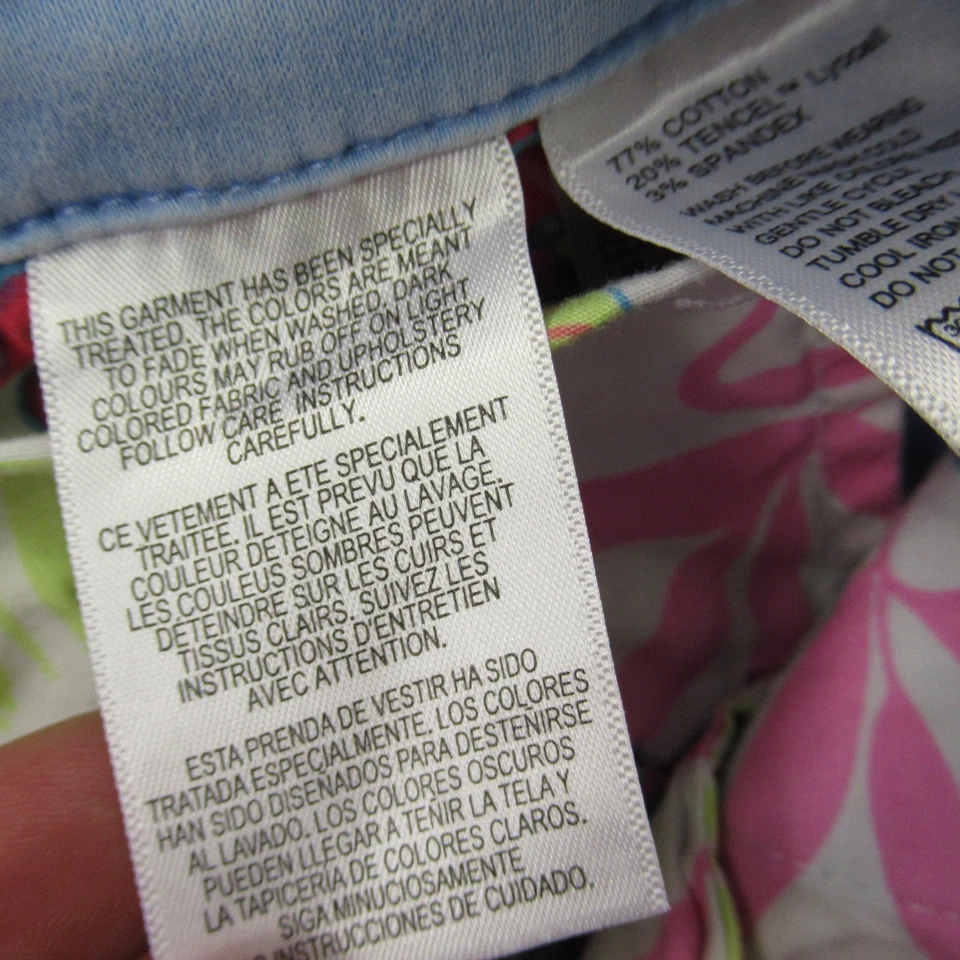 THIS GARMENT HAS BEEN SPECIALLY
TREATED. THE COLORS ARE MEANT
TO FADE WHEN WASHED. DARK
COLOURS MAY RUB OFF ON LIGHT
COLORED FABRIC AND UPHOLSTERY
FOLLOW CARE INSTRUCTIONS
CAREFULLY.
CE VETEMENT A ETE SPECIALEMENT
TRAITEE. IL EST PREVU QUE LA
COULEUR DETEIGNE AU LAVAGE.
LES COULEUS SOMBRES PEUVENT
DETEINDRE SUR LES CUIRS ET
TISSUS CLAIRS. SUIVEZ LES
INSTRUCTIONS D'ENTRETIEN
AVEC ATTENTION.
ESTA PRENDA DE VESTIR HA SIDO
TRATADA ESPECIALMENTE. LOS COLORES
HAN SIDO DISEÑADOS PARA DESTEÑIRSE
AL LAVADO. LOS COLORES OSCUROS
PUEDEN LLEGAR A TENIR LA TELA Y
LA TAPICERÍA DE COLORES CLAROS.
SIGA MINUCIOSAMENTE
INSTRUCCIONES DE CUIDADO.
77% COTTON
20% TENCEL™ Lyocell
3% SPANDEX
WASH BEFORE WEARING
MACHINE WASH COLD
WITH LIKE COLORS
GENTLE CYCLE
DO NOT BLEACH
TUMBLE DRY
COOL IRON
DO NOT